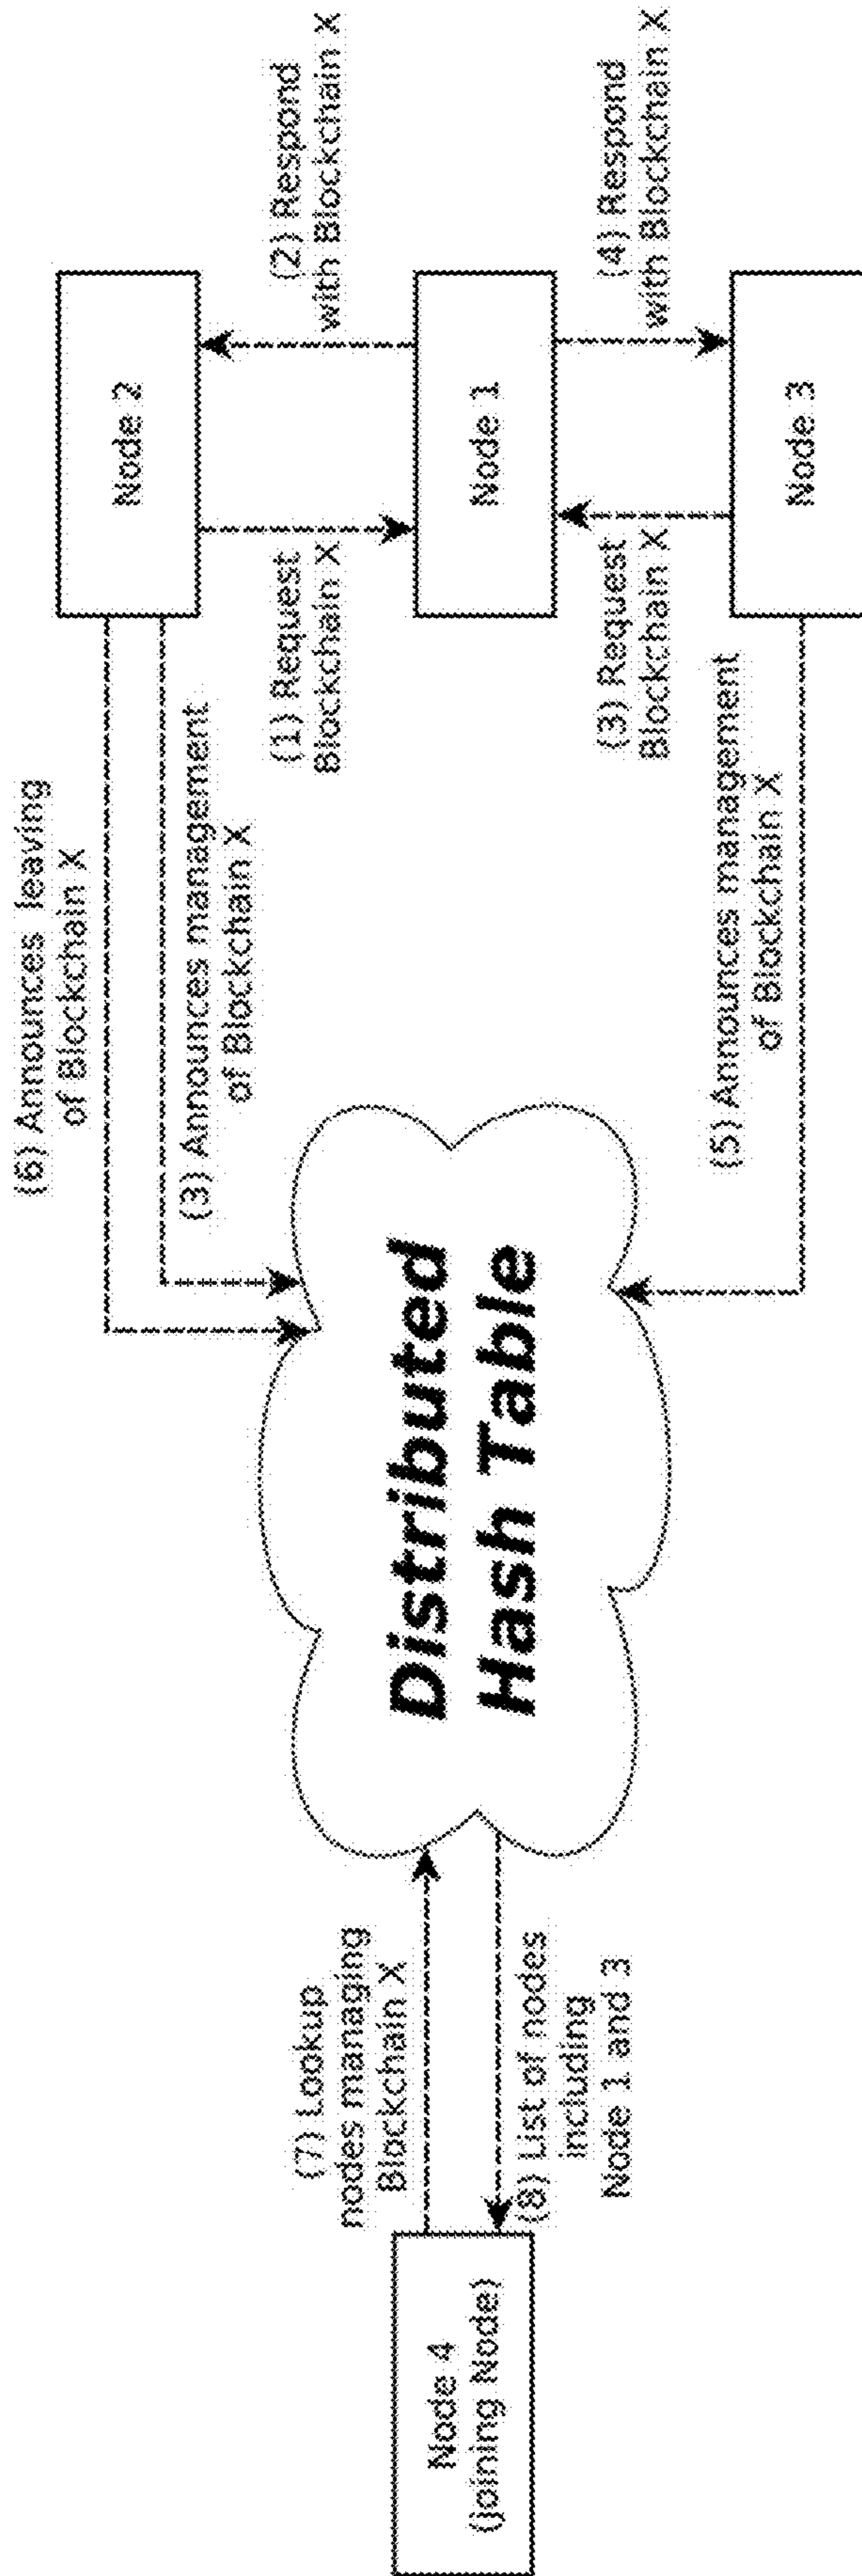 (6) Announces leaving
of Blockchain X
(3) Announces management
of Blockchain X
Node 2
(1) Request
Blockchain X
(2) Respond
with Blockchain X
Node 4
(joining Node)
(7) Lookup
nodes managing
Blockchain X
(8) List of nodes
including
Node 1 and 3
Distributed
Hash Table
Node 1
(3) Request
Blockchain X
(4) Respond
with Blockchain X
(5) Announces management
of Blockchain X
Node 3